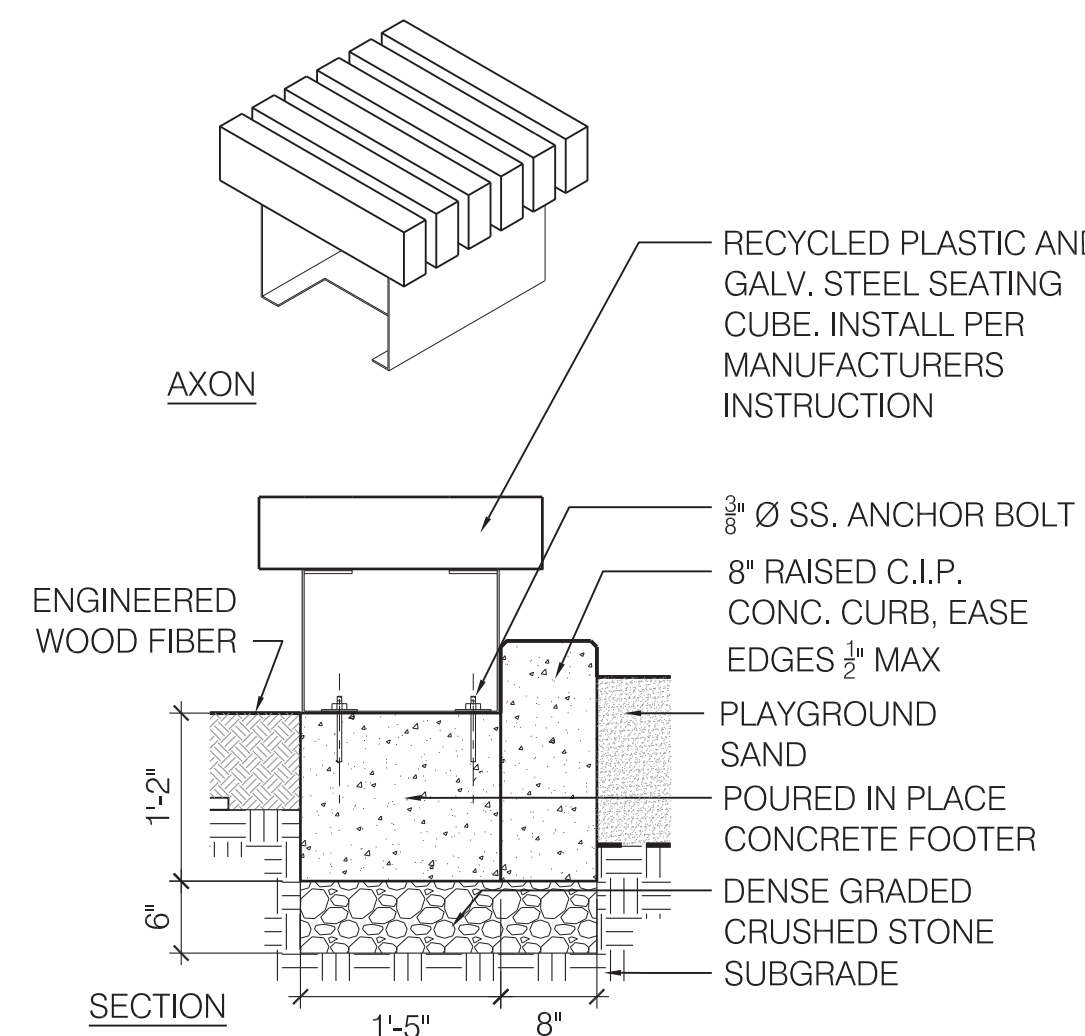 AXON
RECYCLED PLASTIC AND
GALV. STEEL SEATING
CUBE. INSTALL PER
MANUFACTURERS
INSTRUCTION
3/8" Ø SS. ANCHOR BOLT
8" RAISED C.I.P.
CONC. CURB, EASE
EDGES 1/2" MAX
ENGINEERED
WOOD FIBER
PLAYGROUND
SAND
POURED IN PLACE
CONCRETE FOOTER
DENSE GRADED
CRUSHED STONE
SUBGRADE
1'-2"
6"
SECTION
1'-5"
8"